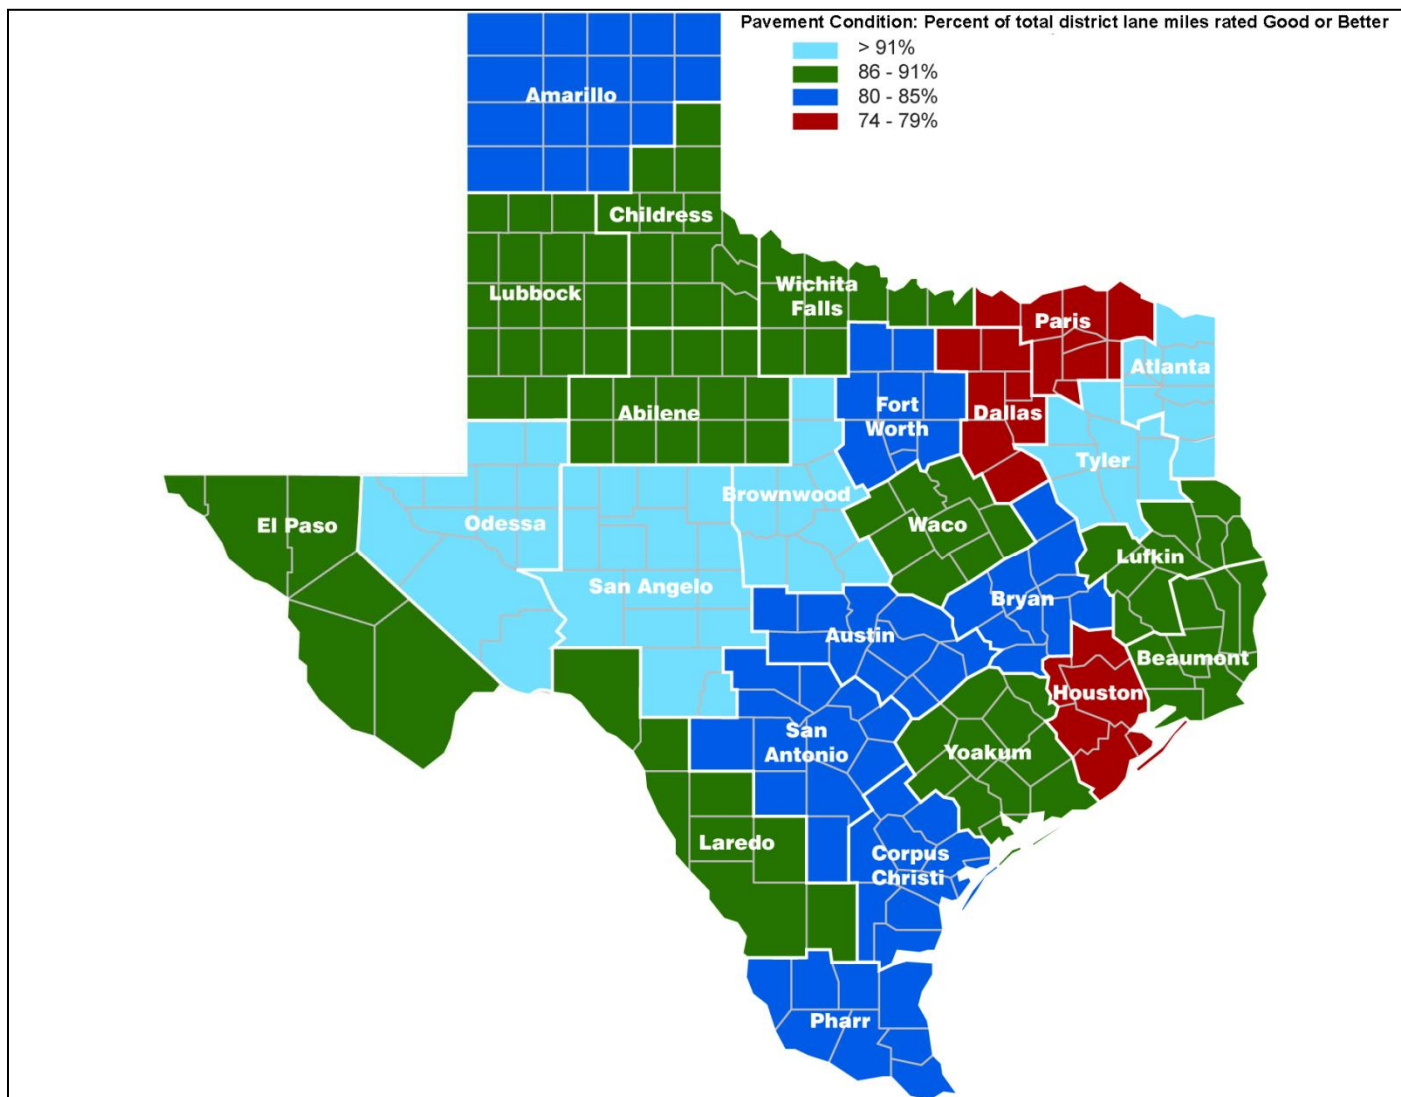 Pavement Condition: Percent of total district lane miles rated Good or Better
> 91%
86 - 91%
80 - 85%
74 - 79%
Amarillo
Childress
Lubbock
Wichita
Falls
Paris
Atlanta
Abilene
Fort
Worth
Dallas
Tyler
El Paso
Odessa
Brownwood
Waco
Lufkin
San Angelo
Bryan
Austin
Beaumont
Houston
San
Antonio
Yoakum
Laredo
Corpus
Christi
Pharr